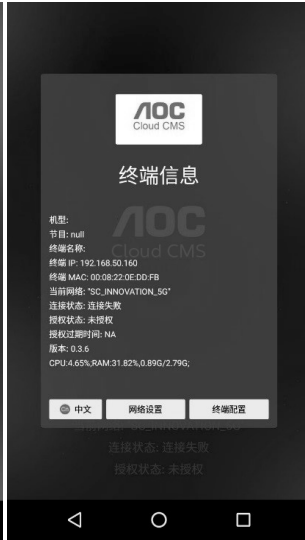 AOC
Cloud CMS
终端信息
AOC
Cloud CMS
机型:
节目: null
终端名称:
终端 IP: 192.168.50.160
终端 MAC: 00:08:22:0E:DD:FB
当前网络: "SC_INNOVATION_5G"
连接状态: 连接失败
授权状态: 未授权
授权过期时间: NA
版本: 0.3.6
CPU:4.65%,RAM:31.82%,0.89G/2.79G;
CN 中文 网络设置 终端配置
连接状态: 连接失败
授权状态: 未授权